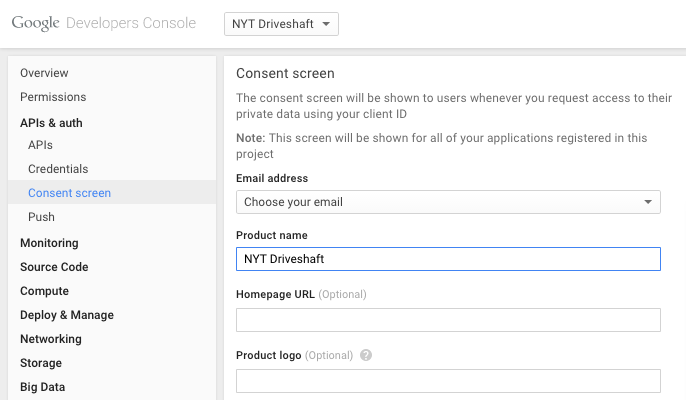 Google Developers Console
NYT Driveshaft
Overview
Permissions
APIs & auth
APIs
Credentials
Consent screen
Push
Monitoring
Source Code
Compute
Deploy & Manage
Networking
Storage
Big Data
Consent screen
The consent screen will be shown to users whenever you request access to their
private data using your client ID
Note: This screen will be shown for all of your applications registered in this
project
Email address
Choose your email
Product name
NYT Driveshaft
Homepage URL (Optional)
Product logo (Optional) ?